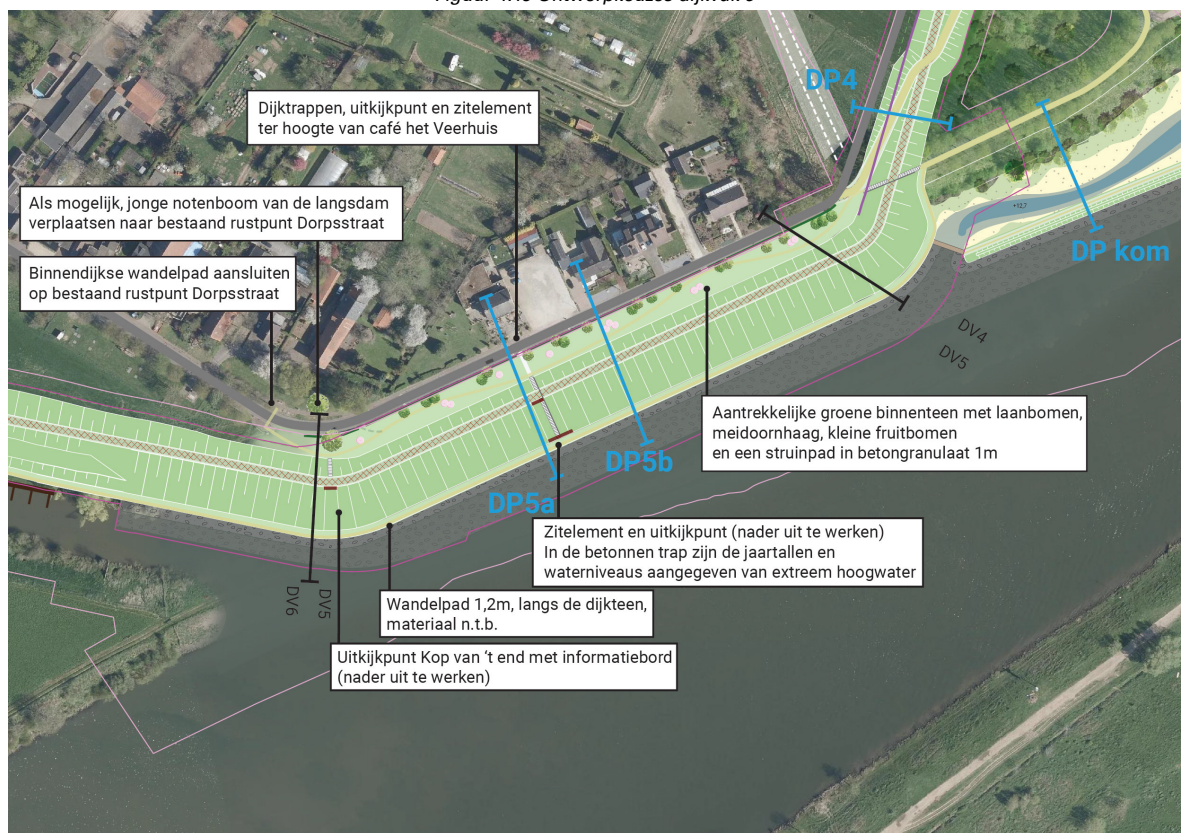 DP4
Dijktrappen, uitkijkpunt en zitelement
ter hoogte van café het Veerhuis
Als mogelijk, jonge notenboom van de langsdam
verplaatsen naar bestaand rustpunt Dorpsstraat
Binnendijkse wandelpad aansluiten
op bestaand rustpunt Dorpsstraat
+12,7
DP kom
DV4
DV5
Aantrekkelijke groene binnenteen met laanbomen,
meidoornhaag, kleine fruitbomen
en een struinpad in betongranulaat 1m
DP5b
DP5a
Zitelement en uitkijkpunt (nader uit te werken)
In de betonnen trap zijn de jaartallen en
waterniveaus aangegeven van extreem hoogwater
DV6
DV5
Wandelpad 1,2m, langs de dijkteen,
materiaal n.t.b.
Uitkijkpunt Kop van ‘t end met informatiebord
(nader uit te werken)